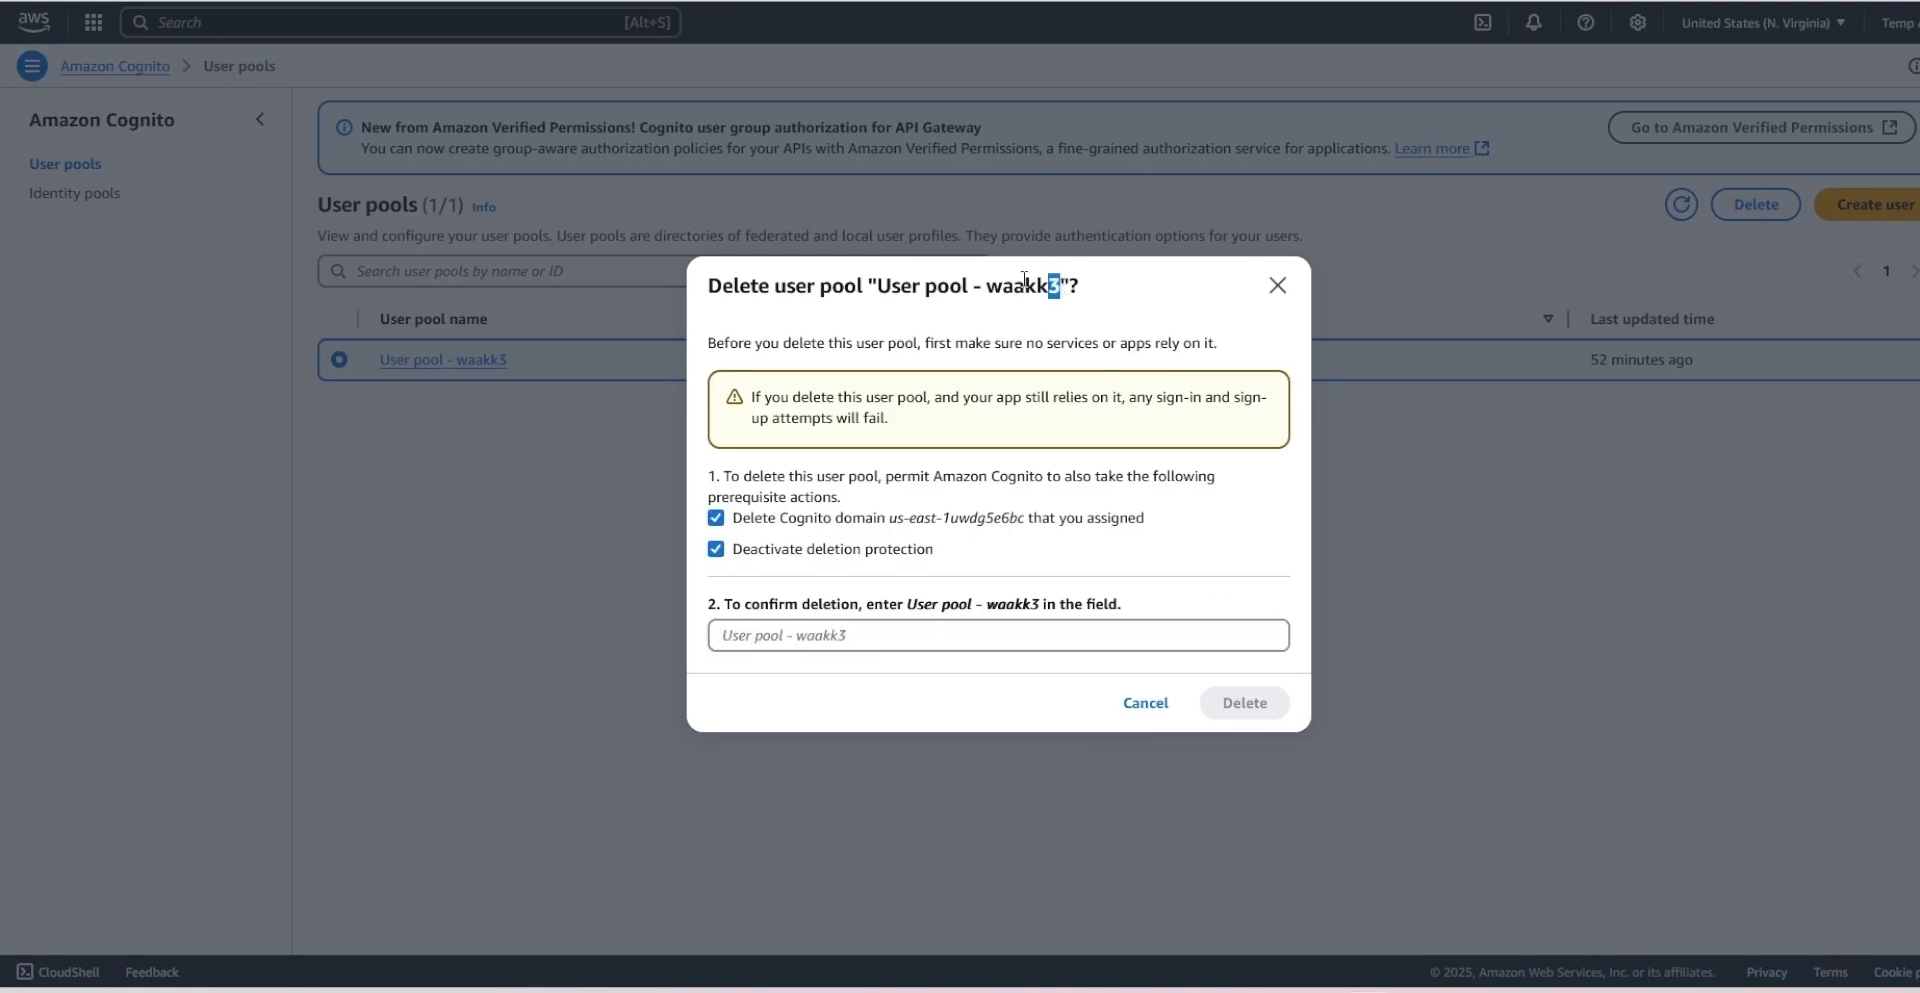 aws
Search [Alt+S]
United States (N. Virginia) Temp
Amazon Cognito > User pools
Amazon Cognito
User pools
Identity pools
New from Amazon Verified Permissions! Cognito user group authorization for API Gateway
You can now create group-aware authorization policies for your APIs with Amazon Verified Permissions, a fine-grained authorization service for applications. Learn more
Go to Amazon Verified Permissions
User pools (1/1) Info
Delete
Create user
View and configure your user pools. User pools are directories of federated and local user profiles. They provide authentication options for your users.
Search user pools by name or ID
1
User pool name
Last updated time
User pool - waakk3
52 minutes ago
Delete user pool "User pool - waakk3"?
Before you delete this user pool, first make sure no services or apps rely on it.
If you delete this user pool, and your app still relies on it, any sign-in and sign-
up attempts will fail.
1. To delete this user pool, permit Amazon Cognito to also take the following
prerequisite actions.
Delete Cognito domain us-east-1uwdg5e6bc that you assigned
Deactivate deletion protection
2. To confirm deletion, enter User pool - waakk3 in the field.
User pool - waakk3
Cancel
Delete
CloudShell Feedback
© 2025, Amazon Web Services, Inc. or its affiliates. Privacy Terms Cookie p